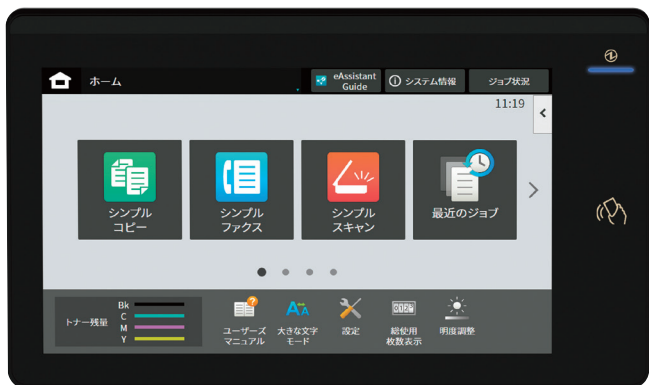 ホーム
eAssistant
Guide
システム情報
ジョブ状況
11:19
シンプル
コピー
シンプル
ファクス
シンプル
スキャン
最近のジョブ
トナー残量
Bk
C
M
Y
ユーザーズ
マニュアル
大きな文字
モード
設定
総使用
枚数表示
明度調整